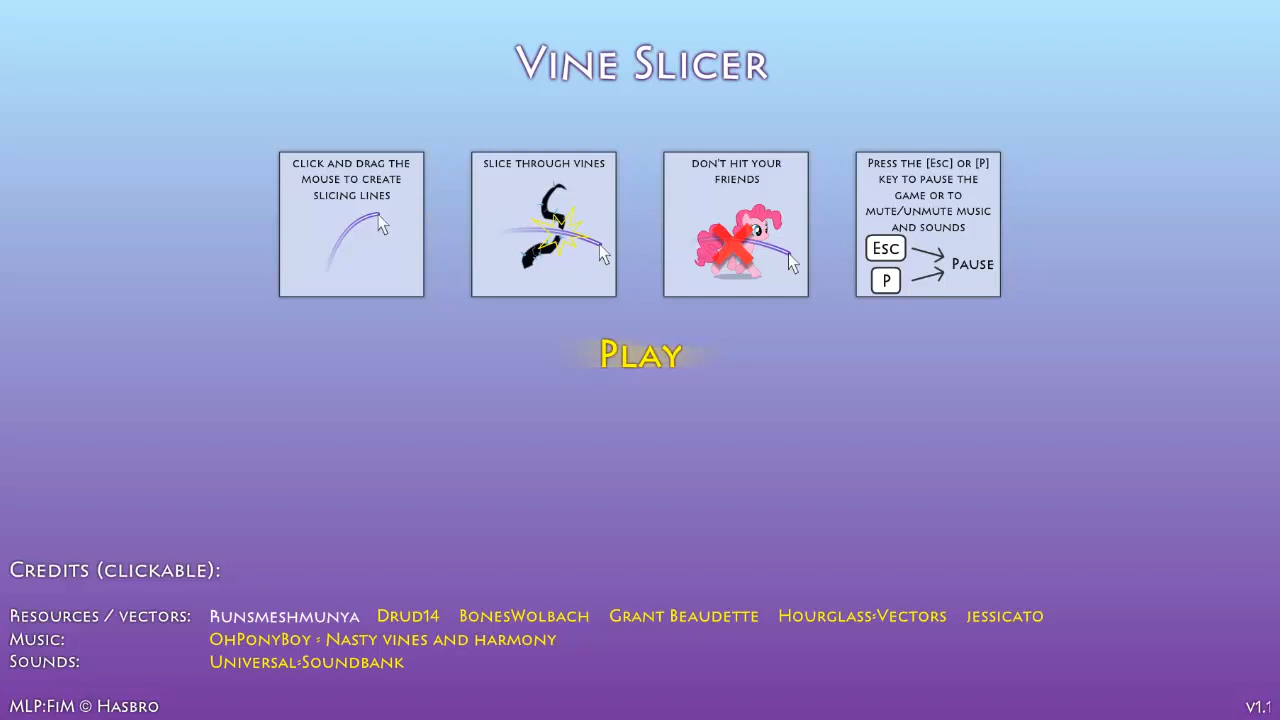 Vine Slicer
Click and drag the
mouse to create
slicing lines
Slice through vines
Don't hit your
friends
Press the [Esc] or [P]
key to pause the
game or to
mute/unmute music
and sounds
Esc
P
Pause
Play
Credits (clickable):
Resources / vectors: Runsmeshmunya Drud14 BonesWolbach Grant Beaudette Hourglass-Vectors jessicato
Music: OhPonyBoy - Nasty vines and harmony
Sounds: Universal-Soundbank
MLP:FiM © Hasbro
v1.1